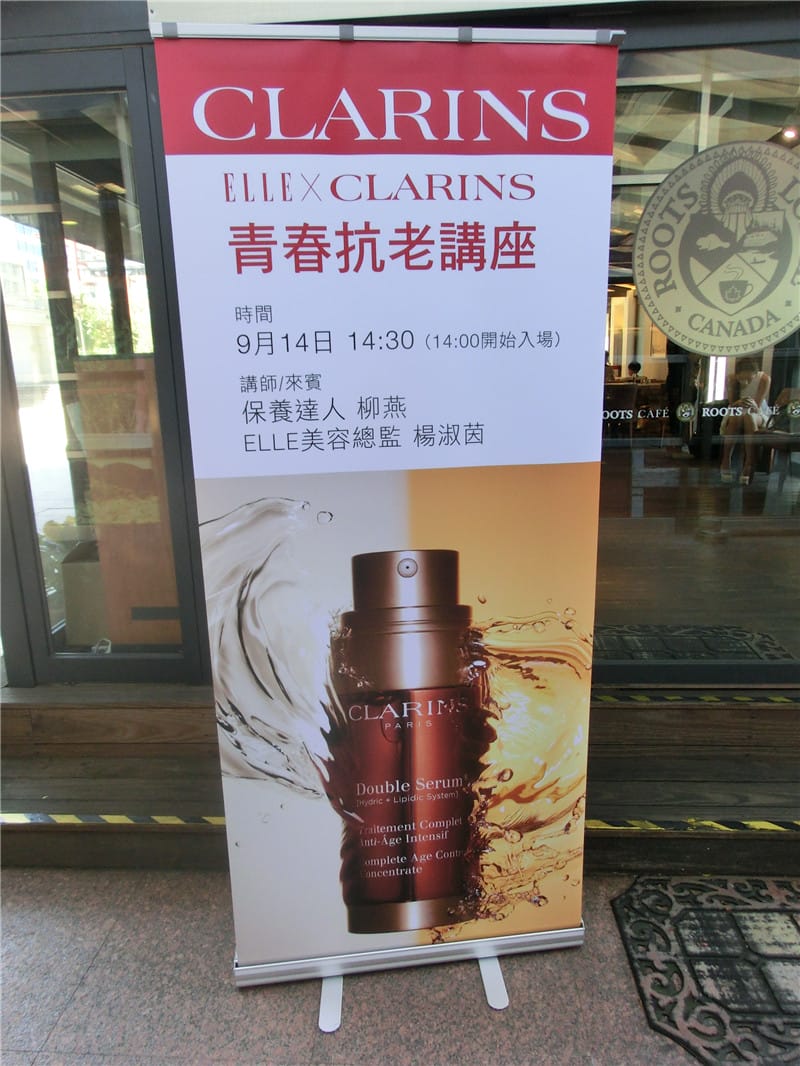 CLARINS
ELLE X CLARINS
青春抗老講座
時間
9月14日 14:30（14:00開始入場）
講師/來賓
保養達人 柳燕
ELLE美容總監 楊淑茵
CLARINS
PARIS
Double Serum
[Hydric + Lipidic System]
Traitement Complet
Anti-Âge Intensif
Complete Age Contr
Concentrate
ROOTS
CANADA
OOTS CAFÉ
ROOTS CAFÉ